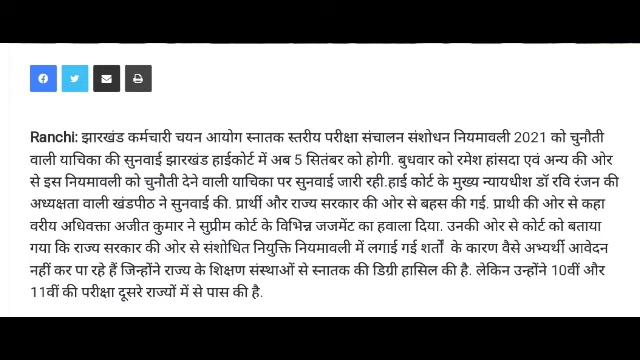 Ranchi: झारखंड कर्मचारी चयन आयोग स्नातक स्तरीय परीक्षा संचालन संशोधन नियमावली 2021 को चुनौती
वाली याचिका की सुनवाई झारखंड हाईकोर्ट में अब 5 सितंबर को होगी. बुधवार को रमेश हांसदा एवं अन्य की ओर
से इस नियमावली को चुनौती देने वाली याचिका पर सुनवाई जारी रही.हाई कोर्ट के मुख्य न्यायधीश डॉ रवि रंजन की
अध्यक्षता वाली खंडपीठ ने सुनवाई की. प्रार्थी और राज्य सरकार की ओर से बहस की गई. प्राथी की ओर से कहा
वरीय अधिवक्ता अजीत कुमार ने सुप्रीम कोर्ट के विभिन्न जजमेंट का हवाला दिया. उनकी ओर से कोर्ट को बताया
गया कि राज्य सरकार की ओर से संशोधित नियुक्ति नियमावली में लगाई गई शर्तों के कारण वैसे अभ्यर्थी आवेदन
नहीं कर पा रहे हैं जिन्होंने राज्य के शिक्षण संस्थाओं से स्नातक की डिग्री हासिल की है. लेकिन उन्होंने 10वीं और
11वीं की परीक्षा दूसरे राज्यों में से पास की है.